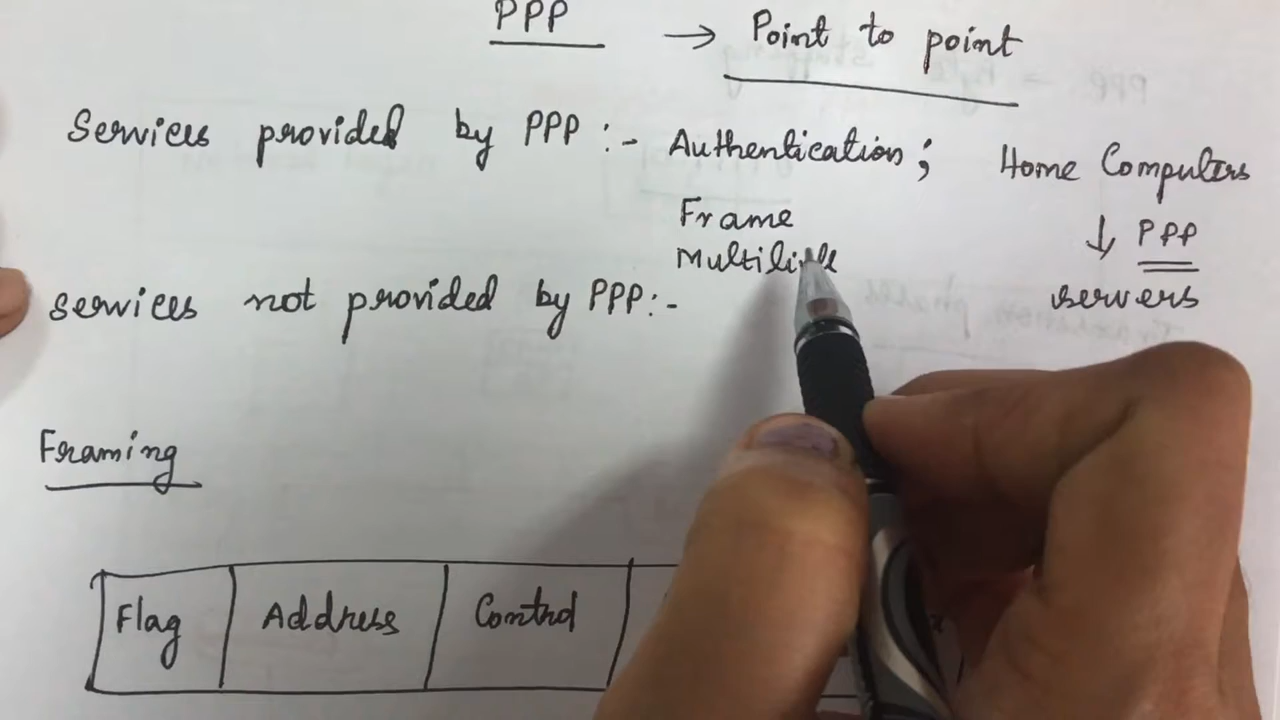 PPP → Point to point
Services provided by PPP :- Authentication ; Home Computers
Frame
Multilink
↓ PPP
servers
Services not provided by PPP :-
Framing
Flag Address Control